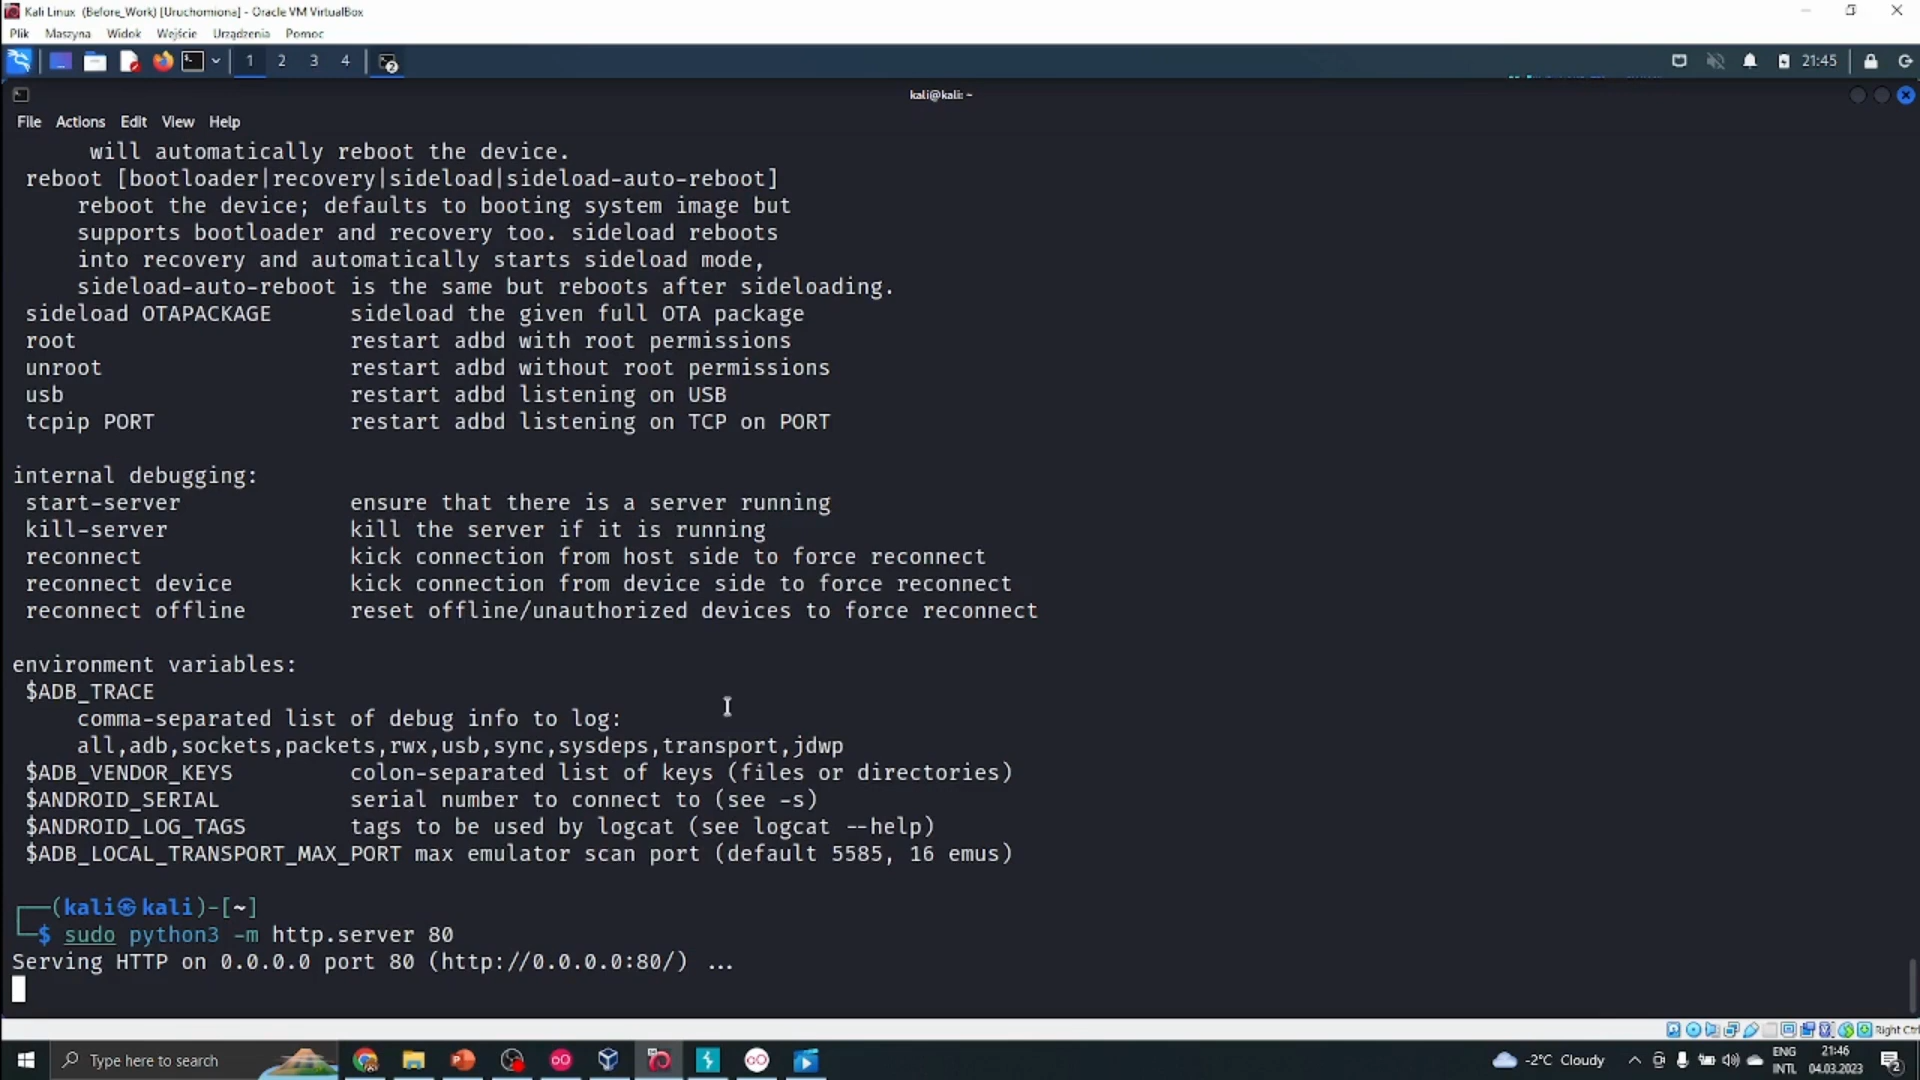 Kali Linux (Before_Work) [Uruchomiona] - Oracle VM VirtualBox
Plik Maszyna Widok Wejście Urządzenia Pomoc
1 2 3 4 2 21:45
kali@kali: ~
File Actions Edit View Help
will automatically reboot the device.
reboot [bootloader|recovery|sideload|sideload-auto-reboot]
reboot the device; defaults to booting system image but
supports bootloader and recovery too. sideload reboots
into recovery and automatically starts sideload mode,
sideload-auto-reboot is the same but reboots after sideloading.
sideload OTAPACKAGE sideload the given full OTA package
root restart adbd with root permissions
unroot restart adbd without root permissions
usb restart adbd listening on USB
tcpip PORT restart adbd listening on TCP on PORT
internal debugging:
start-server ensure that there is a server running
kill-server kill the server if it is running
reconnect kick connection from host side to force reconnect
reconnect device kick connection from device side to force reconnect
reconnect offline reset offline/unauthorized devices to force reconnect
environment variables:
$ADB_TRACE
comma-separated list of debug info to log:
all,adb,sockets,packets,rwx,usb,sync,sysdeps,transport,jdwp
$ADB_VENDOR_KEYS colon-separated list of keys (files or directories)
$ANDROID_SERIAL serial number to connect to (see -s)
$ANDROID_LOG_TAGS tags to be used by logcat (see logcat --help)
$ADB_LOCAL_TRANSPORT_MAX_PORT max emulator scan port (default 5585, 16 emus)
(kali㉿kali)-[~]
$ sudo python3 -m http.server 80
Serving HTTP on 0.0.0.0 port 80 (http://0.0.0.0:80/) ...
Right Ctrl
Type here to search -2°C Cloudy ENG 21:46
INTL 04.03.2023 2